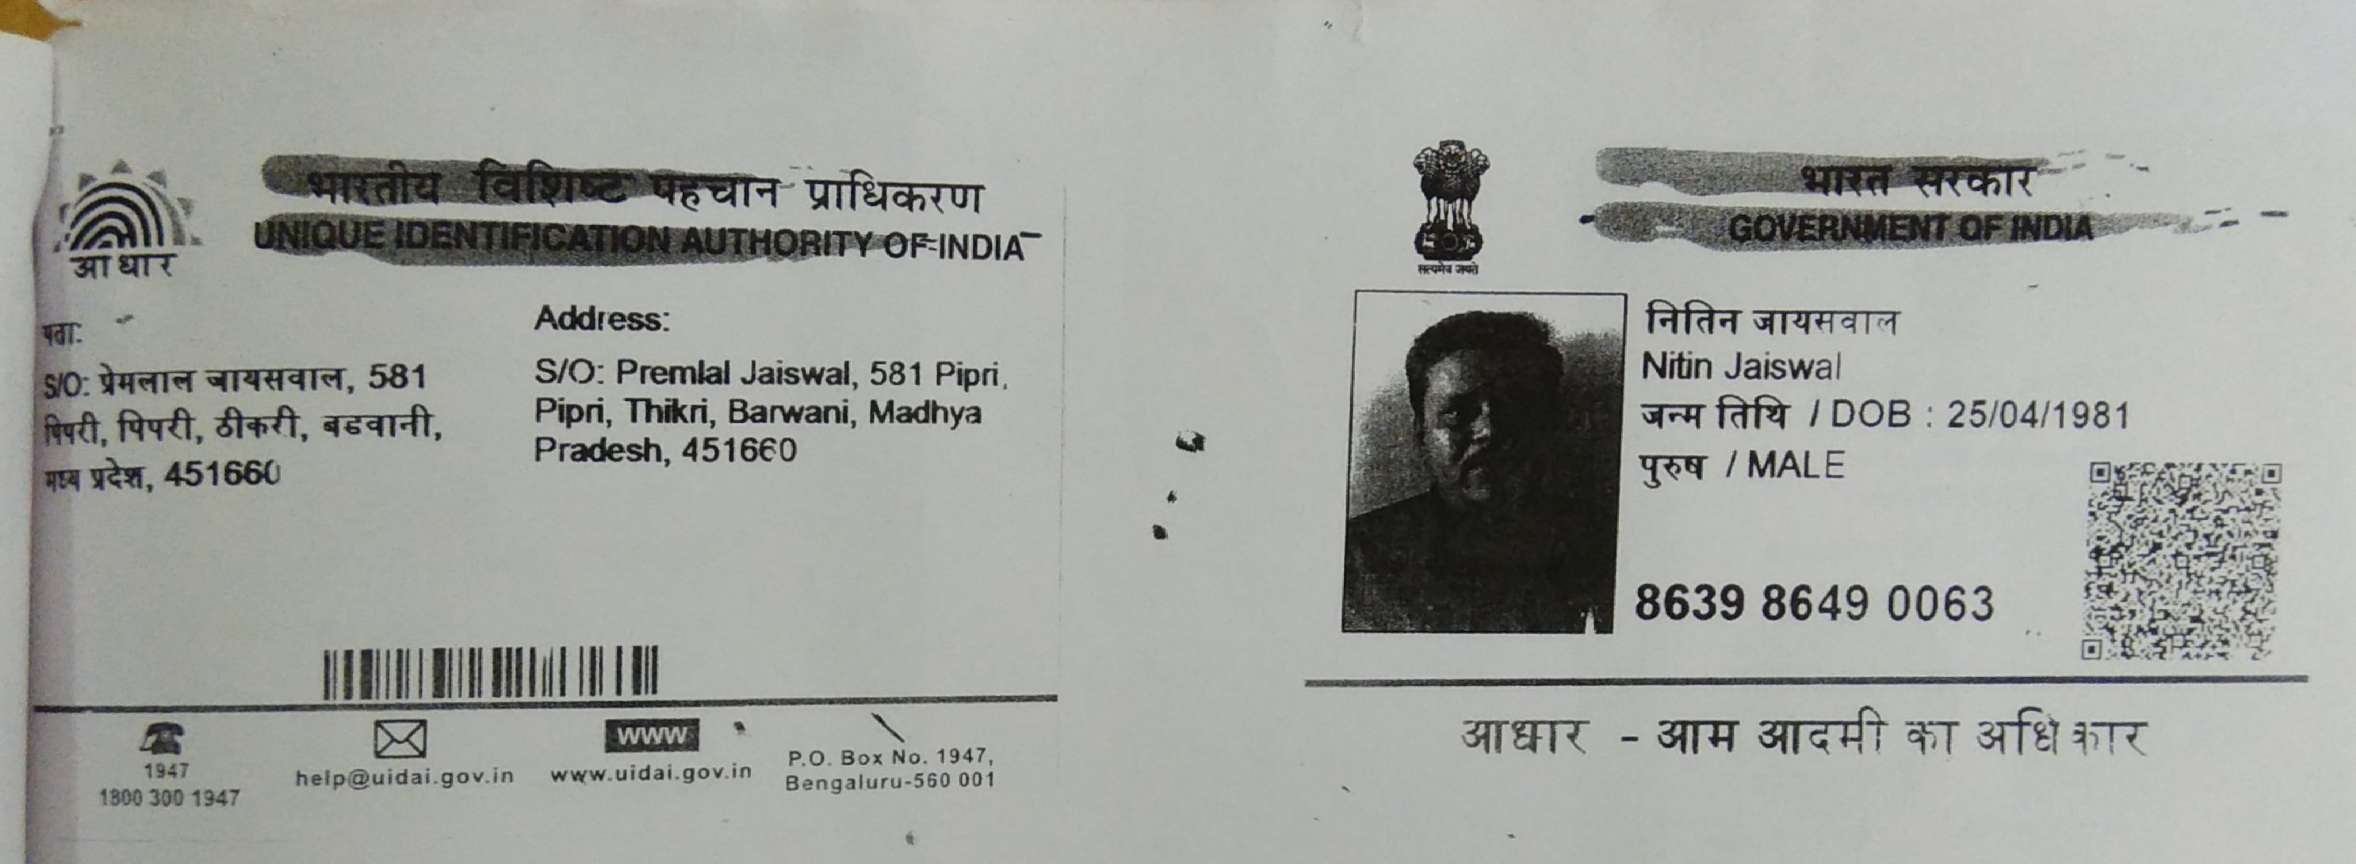 आधार
भारतीय विशिष्ट पहचान प्राधिकरण
UNIQUE IDENTIFICATION AUTHORITY OF INDIA
पता:
S/O: प्रेमलाल जायसवाल, 581
पिपरी, पिपरी, ठीकरी, बडवानी,
मध्य प्रदेश, 451660
Address:
S/O: Premlal Jaiswal, 581 Pipri,
Pipri, Thikri, Barwani, Madhya
Pradesh, 451660
1947
1800 300 1947
help@uidai.gov.in
www
www.uidai.gov.in
P.O. Box No. 1947,
Bengaluru-560 001
सत्यमेव जयते
भारत सरकार
GOVERNMENT OF INDIA
नितिन जायसवाल
Nitin Jaiswal
जन्म तिथि / DOB : 25/04/1981
पुरुष / MALE
8639 8649 0063
आधार - आम आदमी का अधिकार